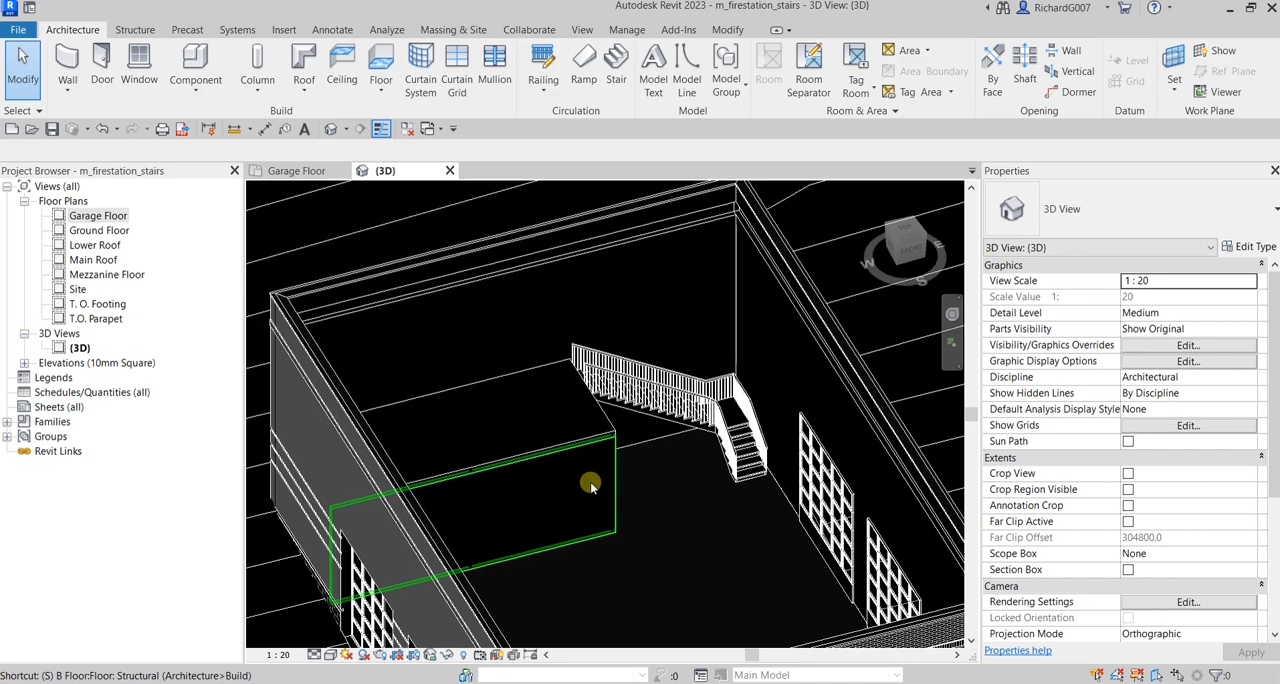 Autodesk Revit 2023 - m_firestation_stairs - 3D View: {3D}
RichardG007
File Architecture Structure Precast Systems Insert Annotate Analyze Massing & Site Collaborate View Manage Add-Ins Modify
Modify Wall Door Window Component Column Roof Ceiling Floor Curtain System Curtain Grid Mullion Railing Ramp Stair Model Text Model Line Model Group Room Room Separator Tag Room
Area
Area Boundary
Tag Area
By Face Shaft
Wall
Vertical
Dormer
Level
Grid
Set
Show
Ref Plane
Viewer
Select Build Circulation Model Room & Area Opening Datum Work Plane
Project Browser - m_firestation_stairs
Views (all)
Floor Plans
Garage Floor
Ground Floor
Lower Roof
Main Roof
Mezzanine Floor
Site
T. O. Footing
T.O. Parapet
3D Views
{3D}
Elevations (10mm Square)
Legends
Schedules/Quantities (all)
Sheets (all)
Families
Groups
Revit Links
Garage Floor
{3D}
TOP
FRONT
W
S
E
Properties
3D View
3D View: {3D} Edit Type
Graphics
View Scale 1 : 20
Scale Value 1: 20
Detail Level Medium
Parts Visibility Show Original
Visibility/Graphics Overrides Edit...
Graphic Display Options Edit...
Discipline Architectural
Show Hidden Lines By Discipline
Default Analysis Display Style None
Show Grids Edit...
Sun Path
Extents
Crop View
Crop Region Visible
Annotation Crop
Far Clip Active
Far Clip Offset 304800.0
Scope Box None
Section Box
Camera
Rendering Settings Edit...
Locked Orientation
Projection Mode Orthographic
Properties help Apply
1 : 20
Shortcut: (S) B Floor:Floor: Structural (Architecture>Build)
:0
Main Model
:0